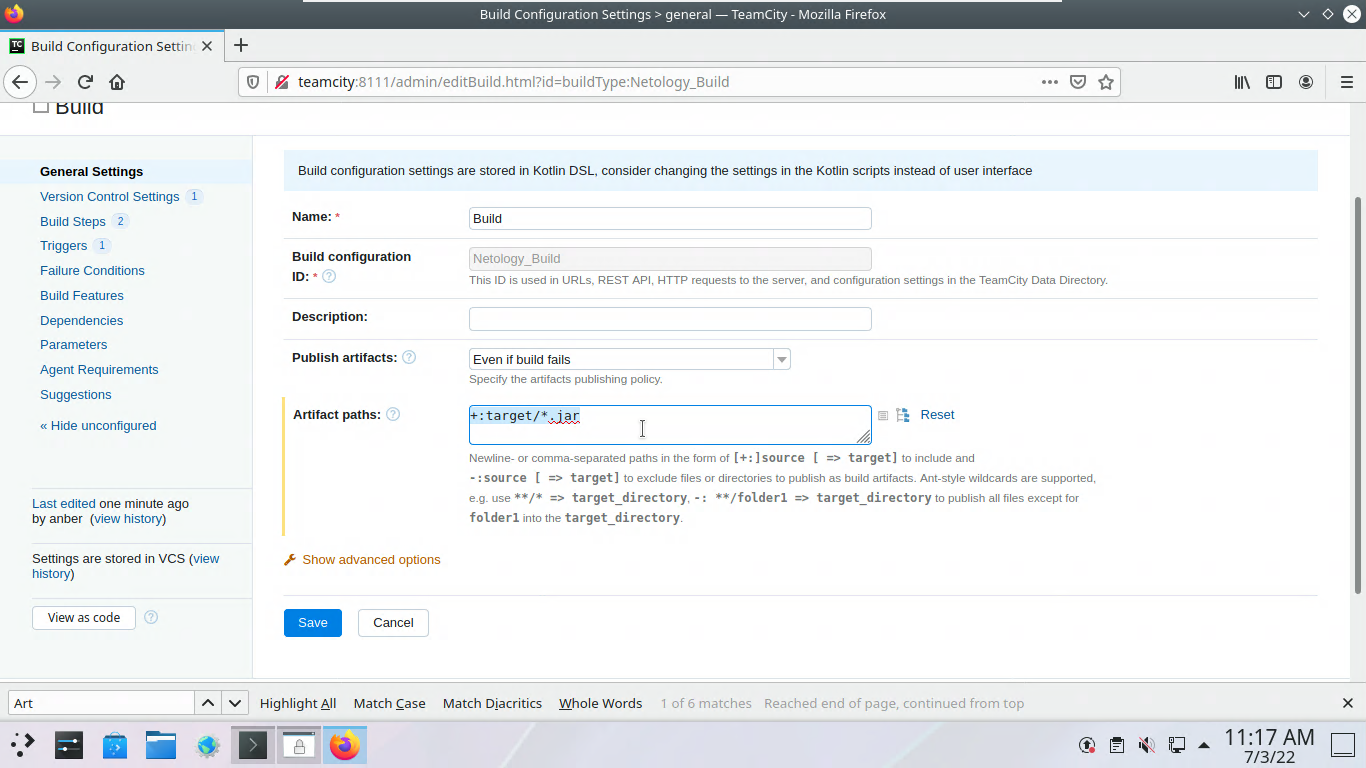 Build Configuration Settings > general — TeamCity - Mozilla Firefox
TC
Build Configuration Settin
teamcity:8111/admin/editBuild.html?id=buildType:Netology_Build
Build
General Settings
Version Control Settings 1
Build Steps 2
Triggers 1
Failure Conditions
Build Features
Dependencies
Parameters
Agent Requirements
Suggestions
« Hide unconfigured
Last edited one minute ago
by anber (view history)
Settings are stored in VCS (view
history)
View as code ?
Build configuration settings are stored in Kotlin DSL, consider changing the settings in the Kotlin scripts instead of user interface
Name: * Build
Build configuration
ID: * ? Netology_Build
This ID is used in URLs, REST API, HTTP requests to the server, and configuration settings in the TeamCity Data Directory.
Description:
Publish artifacts: ? Even if build fails
Specify the artifacts publishing policy.
Artifact paths: ? +:target/*.jar Reset
Newline- or comma-separated paths in the form of [+:]source [ => target] to include and
-:source [ => target] to exclude files or directories to publish as build artifacts. Ant-style wildcards are supported,
e.g. use **/* => target_directory, -: **/folder1 => target_directory to publish all files except for
folder1 into the target_directory.
Show advanced options
Save Cancel
Art Highlight All Match Case Match Diacritics Whole Words 1 of 6 matches Reached end of page, continued from top
11:17 AM
7/3/22